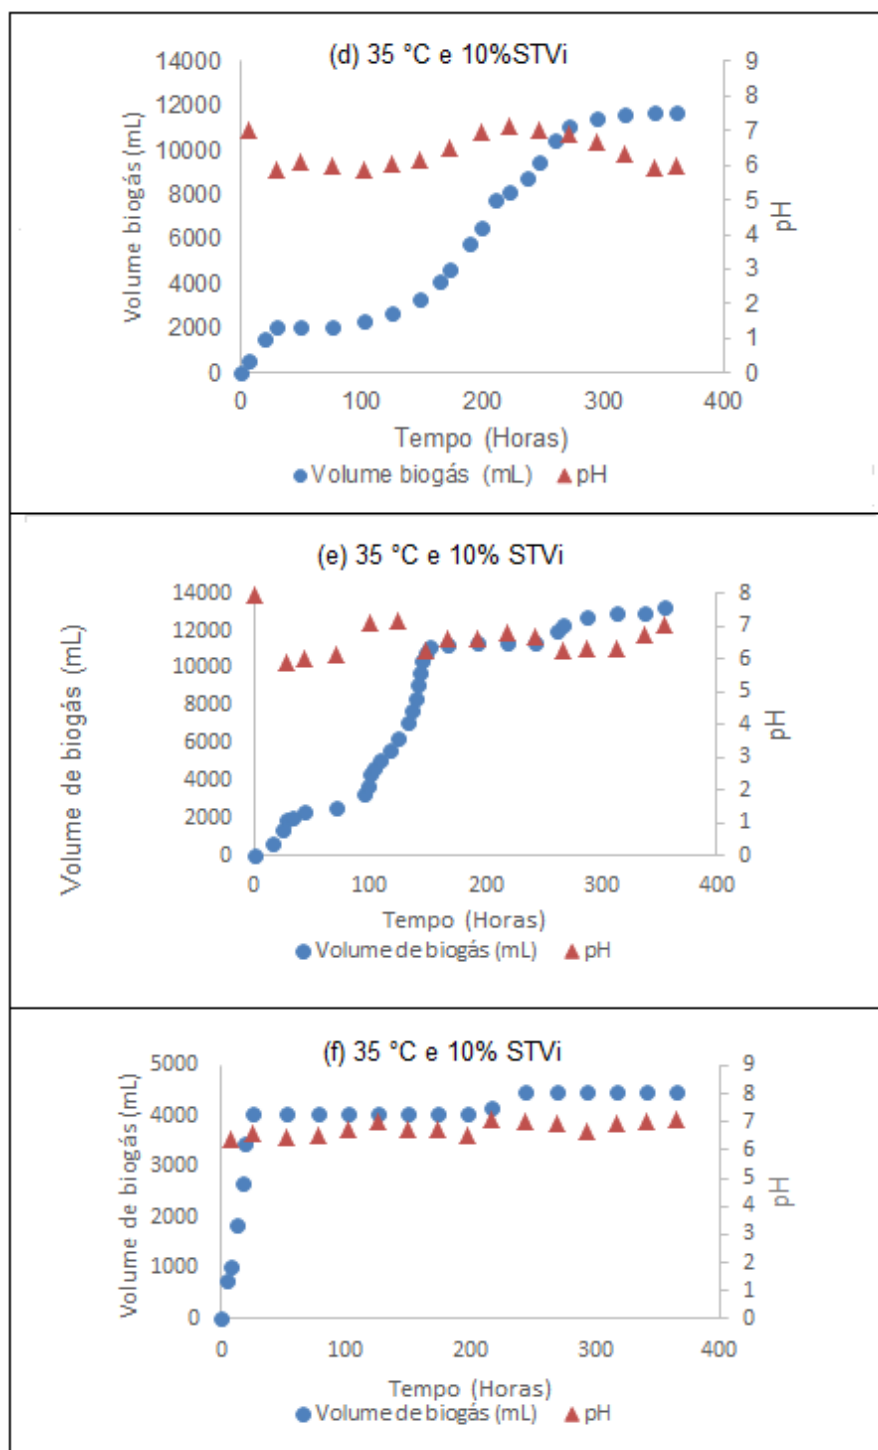 (d) 35 °C e 10%STVi
14000
12000
10000
8000
6000
4000
2000
0
Volume biogás (mL)
9
8
7
6
5
4
3
2
1
0
pH
0 100 200 300 400
Tempo (Horas)
Volume biogás (mL) pH
(e) 35 °C e 10% STVi
14000
12000
10000
8000
6000
4000
2000
0
Volume de biogás (mL)
8
7
6
5
4
3
2
1
0
pH
0 100 200 300 400
Tempo (Horas)
Volume de biogás (mL) pH
(f) 35 °C e 10% STVi
5000
4000
3000
2000
1000
0
Volume de biogás (mL)
9
8
7
6
5
4
3
2
1
0
pH
0 100 200 300 400
Tempo (Horas)
Volume de biogás (mL) pH